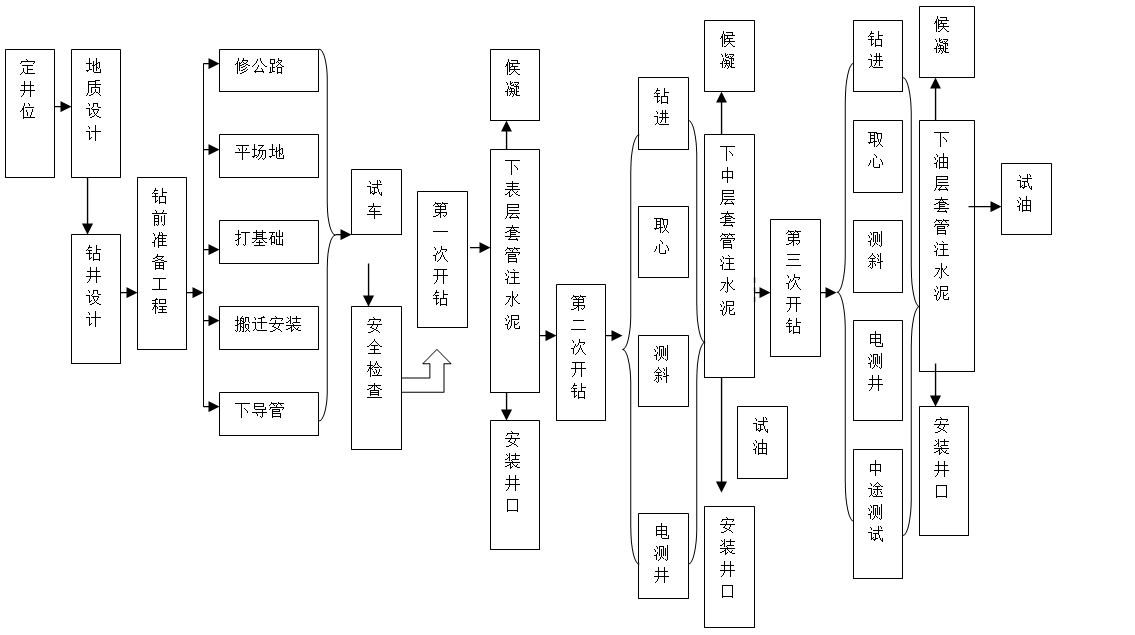 定井位
地质设计
钻井设计
钻前准备工程
修公路
平场地
打基础
搬迁安装
下导管
试车
安全检查
第一次开钻
候凝
下表层套管注水泥
安装井口
第二次开钻
钻进
取心
测斜
电测井
候凝
下中层套管注水泥
试油
安装井口
第三次开钻
钻进
取心
测斜
电测井
中途测试
候凝
下油层套管注水泥
安装井口
试油